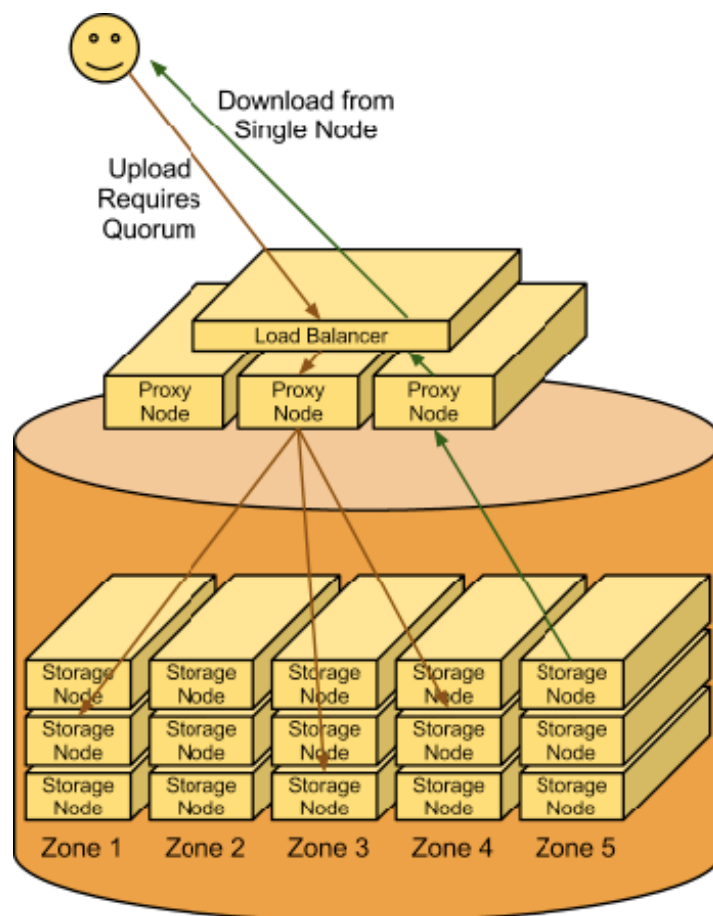 Download from
Single Node
Upload
Requires
Quorum
Load Balancer
Proxy
Node
Proxy
Node
Proxy
Node
Storage
Node
Storage
Node
Storage
Node
Storage
Node
Storage
Node
Storage
Node
Storage
Node
Storage
Node
Storage
Node
Storage
Node
Storage
Node
Storage
Node
Storage
Node
Storage
Node
Storage
Node
Zone 1
Zone 2
Zone 3
Zone 4
Zone 5